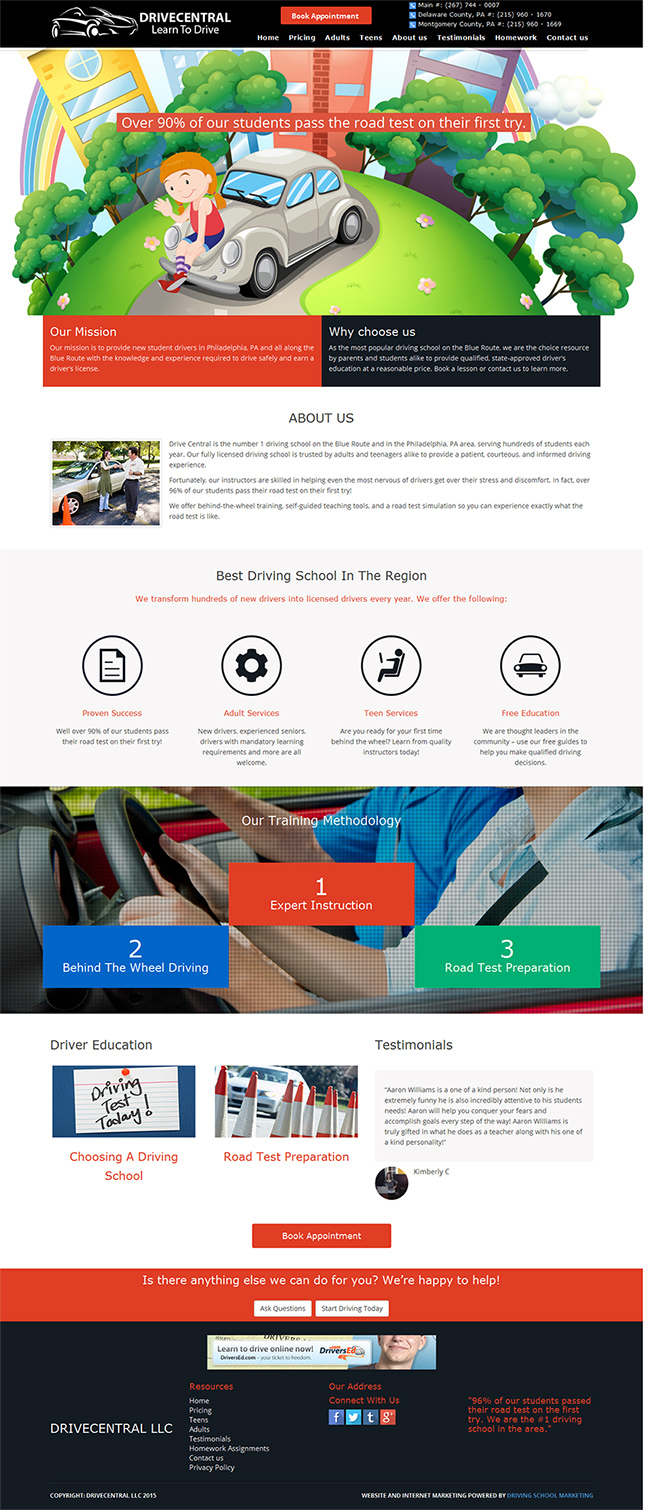 DRIVECENTRAL
Learn To Drive
Book Appointment
Main #: (267) 744 - 0007
Delaware County, PA #: (215) 960 - 1670
Montgomery County, PA #: (215) 960 - 1669
Home Pricing Adults Teens About us Testimonials Homework Contact us
Over 90% of our students pass the road test on their first try.
Our Mission
Our mission is to provide new student drivers in Philadelphia, PA and all along the
Blue Route with the knowledge and experience required to drive safely and earn a
driver's license.
Why choose us
As the most popular driving school on the Blue Route, we are the choice resource
by parents and students alike to provide qualified, state-approved driver's
education at a reasonable price. Book a lesson or contact us to learn more.
ABOUT US
Drive Central is the number 1 driving school on the Blue Route and in the Philadelphia, PA area, serving hundreds of students each
year. Our fully licensed driving school is trusted by adults and teenagers alike to provide a patient, courteous, and informed driving
experience.
Fortunately, our instructors are skilled in helping even the most nervous of drivers get over their stress and discomfort. In fact, over
96% of our students pass their road test on their first try!
We offer behind-the-wheel training, self-guided teaching tools, and a road test simulation so you can experience exactly what the
road test is like.
Best Driving School In The Region
We transform hundreds of new drivers into licensed drivers every year. We offer the following:
Proven Success
Well over 90% of our students pass
their road test on their first try!
Adult Services
New drivers, experienced seniors,
drivers with mandatory learning
requirements and more are all
welcome.
Teen Services
Are you ready for your first time
behind the wheel? Learn from quality
instructors today!
Free Education
We are thought leaders in the
community – use our free guides to
help you make qualified driving
decisions.
Our Training Methodology
1
Expert Instruction
2
Behind The Wheel Driving
3
Road Test Preparation
Driver Education
Driving
Test
Today!
Choosing A Driving
School
Road Test Preparation
Testimonials
"Aaron Williams is a one of a kind person! Not only is he
extremely funny he is also incredibly attentive to his students
needs! Aaron will help you conquer your fears and
accomplish goals every step of the way! Aaron Williams is
truly gifted in what he does as a teacher along with his one of
a kind personality!"
Kimberly C
Book Appointment
Is there anything else we can do for you? We're happy to help!
Ask Questions
Start Driving Today
Learn to drive online now!
DriversEd.com - your ticket to freedom.
DriversEd
DRIVECENTRAL LLC
Resources
Home
Pricing
Teens
Adults
Testimonials
Homework Assignments
Contact us
Privacy Policy
Our Address
Connect With Us
"96% of our students passed
their road test on the first
try. We are the #1 driving
school in the area."
COPYRIGHT: DRIVECENTRAL LLC 2015
WEBSITE AND INTERNET MARKETING POWERED BY DRIVING SCHOOL MARKETING